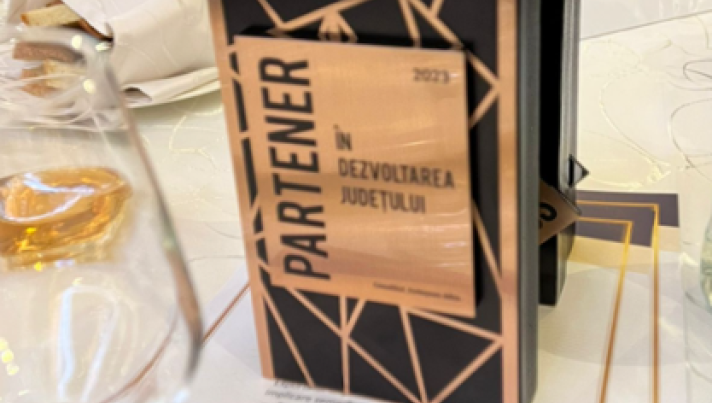 PARTENER
2023
ÎN
DEZVOLTAREA
JUDEȚULUI